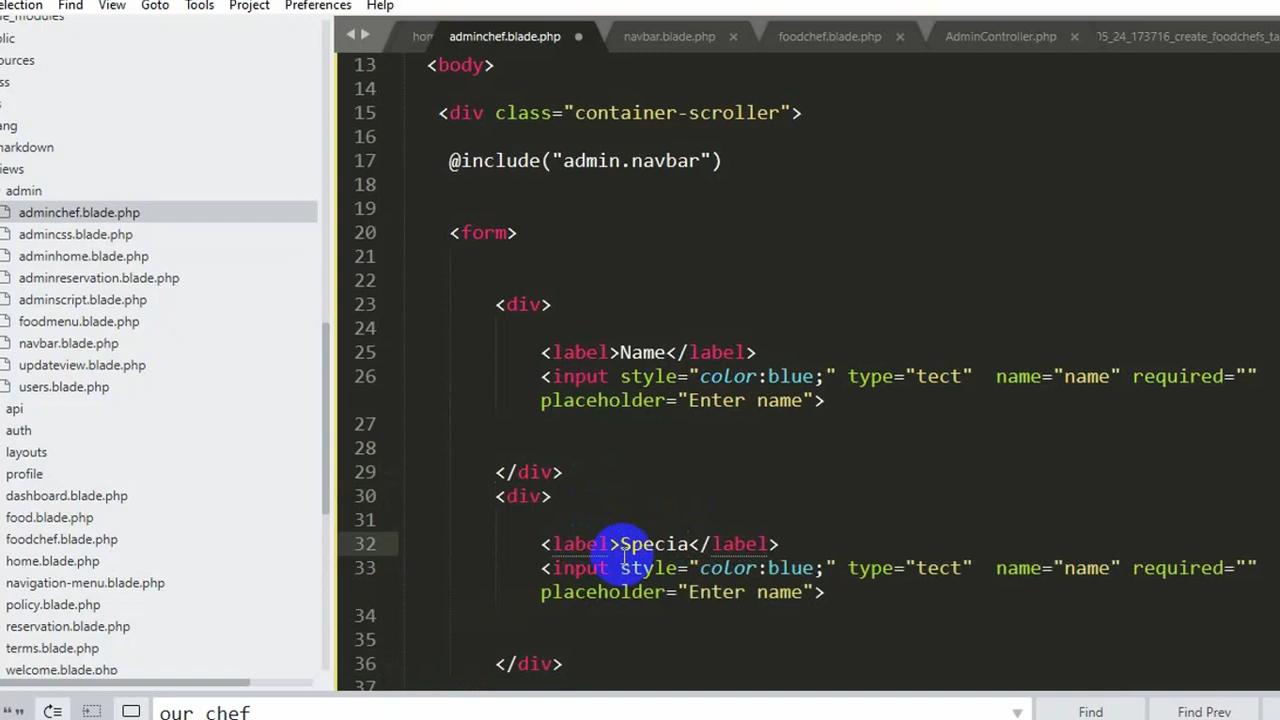 election Find View Goto Tools Project Preferences Help
de_modules
blic
ources
ss
s
ang
arkdown
iews
admin
adminchef.blade.php
admincss.blade.php
adminhome.blade.php
adminreservation.blade.php
adminscript.blade.php
foodmenu.blade.php
navbar.blade.php
updateview.blade.php
users.blade.php
api
auth
layouts
profile
dashboard.blade.php
food.blade.php
foodchef.blade.php
home.blade.php
navigation-menu.blade.php
policy.blade.php
reservation.blade.php
terms.blade.php
welcome.blade.php
hon adminchef.blade.php navbar.blade.php foodchef.blade.php AdminController.php 05_24_173716_create_foodchefs_ta
13 <body>
14
15 <div class="container-scroller">
16
17 @include("admin.navbar")
18
19
20 <form>
21
22
23 <div>
24
25 <label>Name</label>
26 <input style="color:blue;" type="tect" name="name" required=""
placeholder="Enter name">
27
28
29 </div>
30 <div>
31
32 <label>Specia</label>
33 <input style="color:blue;" type="tect" name="name" required=""
placeholder="Enter name">
34
35
36 </div>
37
our chef Find Find Prev